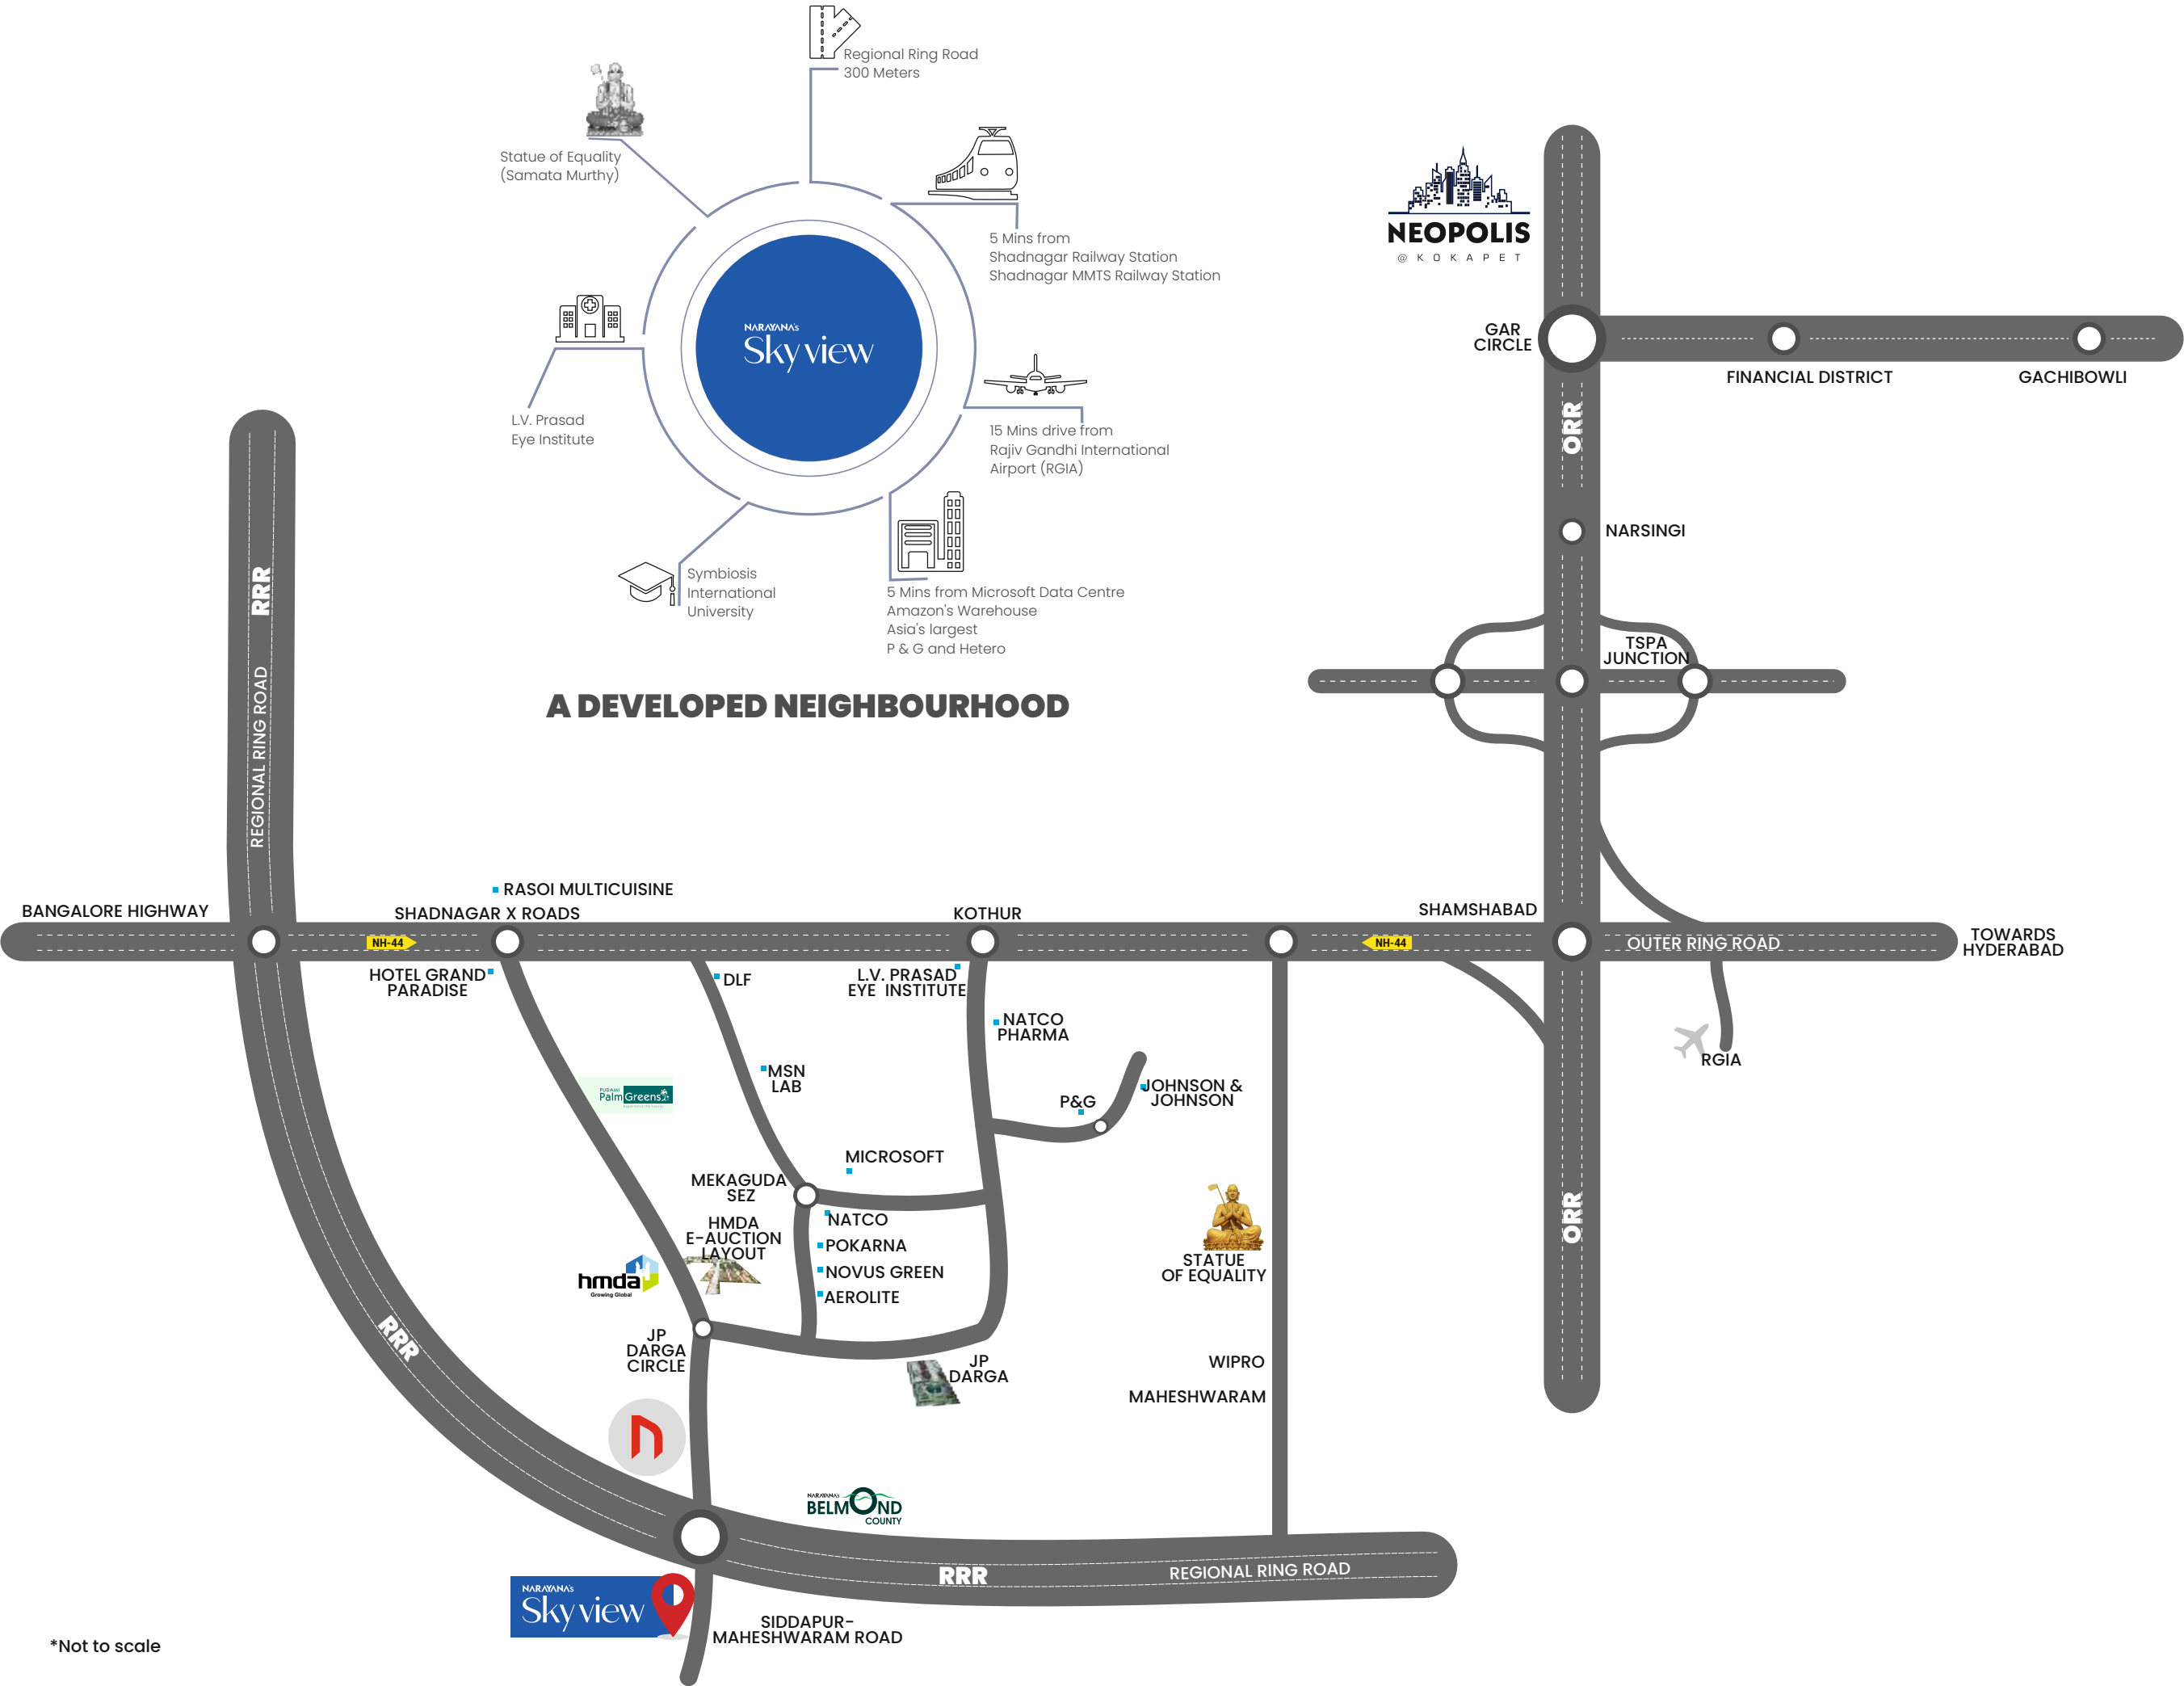 Regional Ring Road
300 Meters
Statue of Equality
(Samata Murthy)
5 Mins from
Shadnagar Railway Station
Shadnagar MMTS Railway Station
NEOPOLIS
@ KOKAPET
NARAYANA's
Sky view
GAR
CIRCLE
FINANCIAL DISTRICT
GACHIBOWLI
L.V. Prasad
Eye Institute
15 Mins drive from
Rajiv Gandhi International
Airport (RGIA)
ORR
NARSINGI
Symbiosis
International
University
5 Mins from Microsoft Data Centre
Amazon's Warehouse
Asia's largest
P & G and Hetero
RRR
REGIONAL RING ROAD
TSPA
JUNCTION
A DEVELOPED NEIGHBOURHOOD
RASOI MULTICUISINE
BANGALORE HIGHWAY
SHADNAGAR X ROADS
KOTHUR
SHAMSHABAD
NH-44
NH-44
OUTER RING ROAD
TOWARDS
HYDERABAD
HOTEL GRAND
PARADISE
DLF
L.V. PRASAD
EYE INSTITUTE
NATCO
PHARMA
RGIA
MSN
LAB
PUDAMI
Palm Greens
P&G
JOHNSON &
JOHNSON
MICROSOFT
MEKAGUDA
SEZ
HMDA
E-AUCTION
LAYOUT
NATCO
POKARNA
NOVUS GREEN
AEROLITE
hmda
Growing Global
STATUE
OF EQUALITY
ORR
RRR
JP
DARGA
CIRCLE
JP
DARGA
WIPRO
MAHESHWARAM
NARAYANA's
BELMOND
COUNTY
RRR
REGIONAL RING ROAD
NARAYANA's
Sky view
SIDDAPUR-
MAHESHWARAM ROAD
*Not to scale